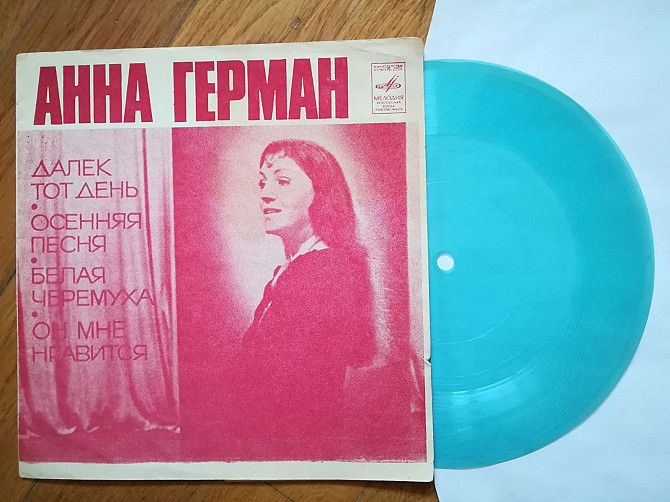 АННА ГЕРМАН
МЕЛОДИЯ
ДАЛЕК
ТОТ ДЕНЬ
• ОСЕННЯЯ
ПЕСНЯ
• БЕЛАЯ
ЧЕРЕМУХА
• ОН МНЕ
НРАВИТСЯ